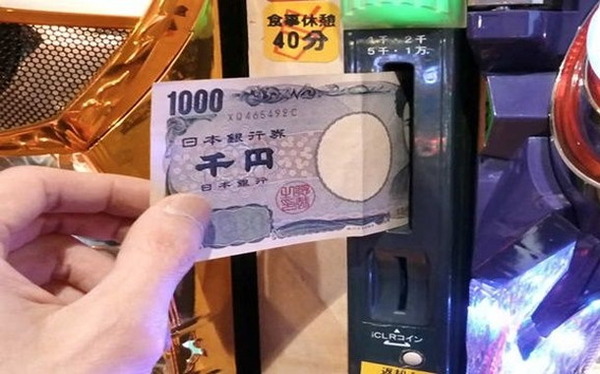 食事休憩
40分
1千・2千
5千・1万
1000
XQ465499C
日本銀行券
千円
日本銀行
iCLRコイン